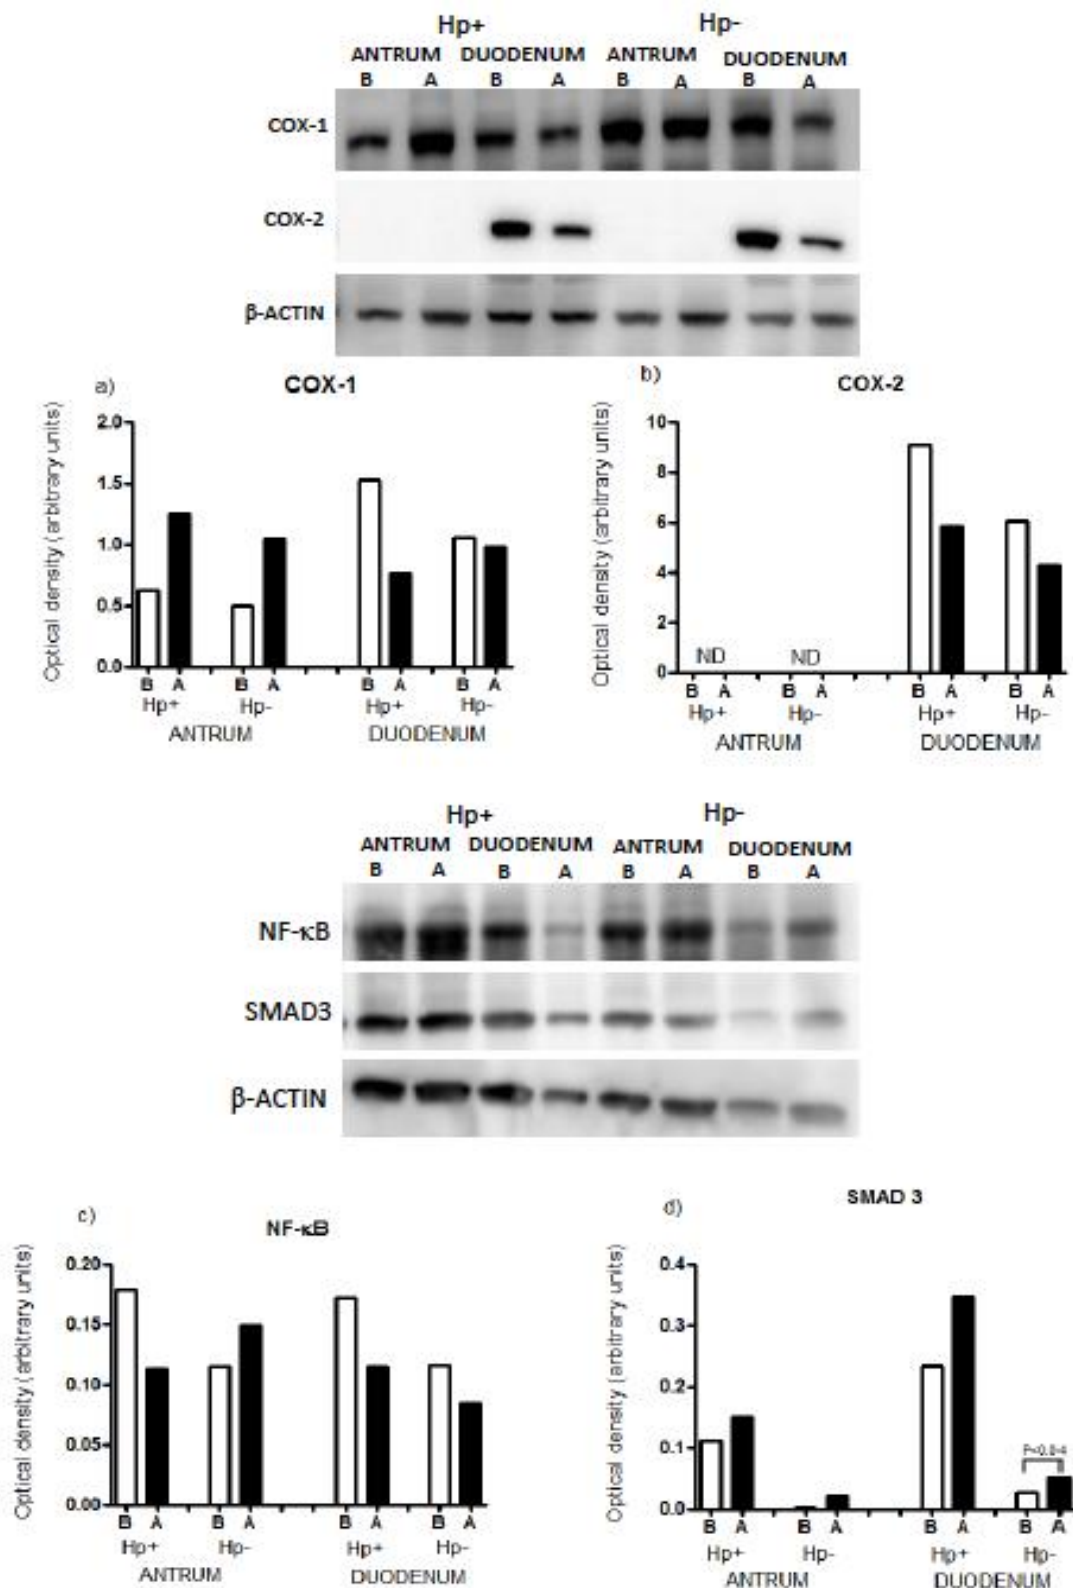 Hp+ Hp-
ANTRUM DUODENUM ANTRUM DUODENUM
B A B A B A B A
COX-1
COX-2
β-ACTIN
a) COX-1
Optical density (arbitrary units)
2.0
1.5
1.0
0.5
0.0
B A B A B A B A
Hp+ Hp- Hp+ Hp-
ANTRUM DUODENUM
b) COX-2
Optical density (arbitrary units)
10
8
6
4
2
0
ND ND
B A B A B A B A
Hp+ Hp- Hp+ Hp-
ANTRUM DUODENUM
Hp+ Hp-
ANTRUM DUODENUM ANTRUM DUODENUM
B A B A B A B A
NF-κB
SMAD3
β-ACTIN
c) NF-κB
Optical density (arbitrary units)
0.20
0.15
0.10
0.05
0.00
B A B A B A B A
Hp+ Hp- Hp+ Hp-
ANTRUM DUODENUM
d) SMAD 3
Optical density (arbitrary units)
0.4
0.3
0.2
0.1
0.0
B A B A B A B A
Hp+ Hp- Hp+ Hp-
ANTRUM DUODENUM